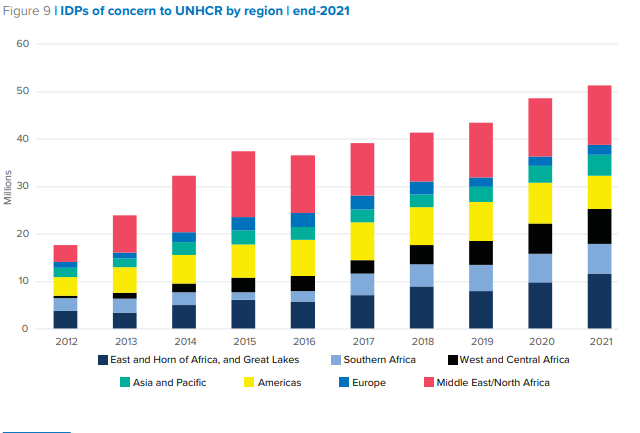 Figure 9 | IDPs of concern to UNHCR by region | end-2021
60
50
40
30
20
10
0
Millions
2012 2013 2014 2015 2016 2017 2018 2019 2020 2021
East and Horn of Africa, and Great Lakes Southern Africa West and Central Africa
Asia and Pacific Americas Europe Middle East/North Africa